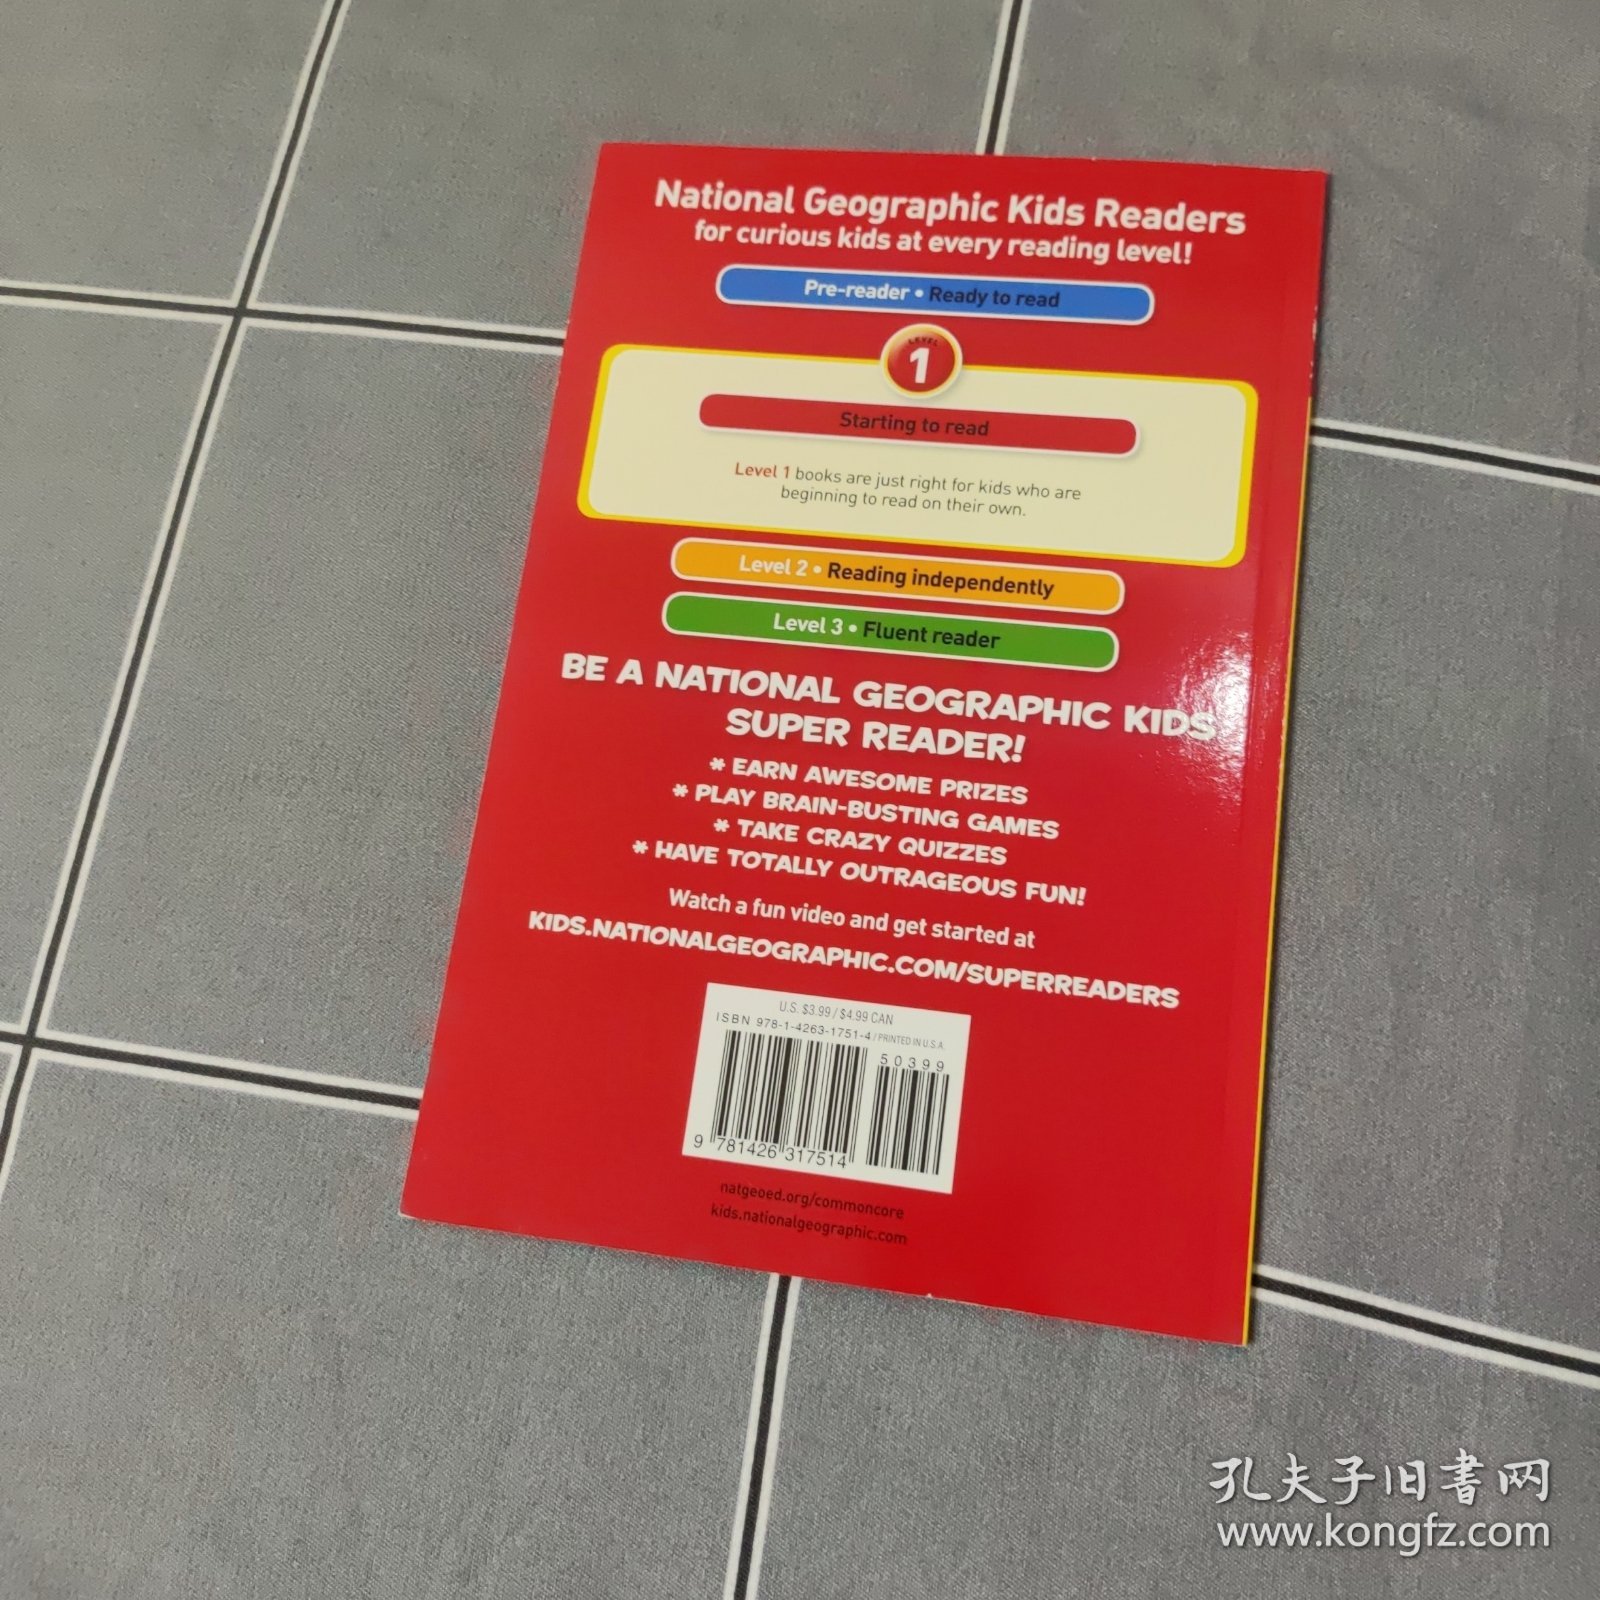 National Geographic Kids Readers
for curious kids at every reading level!
Pre-reader • Ready to read
LEVEL
1
Starting to read
Level 1 books are just right for kids who are
beginning to read on their own.
Level 2 • Reading independently
Level 3 • Fluent reader
BE A NATIONAL GEOGRAPHIC KIDS
SUPER READER!
* EARN AWESOME PRIZES
* PLAY BRAIN-BUSTING GAMES
* TAKE CRAZY QUIZZES
* HAVE TOTALLY OUTRAGEOUS FUN!
Watch a fun video and get started at
KIDS.NATIONALGEOGRAPHIC.COM/SUPERREADERS
U.S. $3.99 / $4.99 CAN
ISBN 978-1-4263-1751-4 / PRINTED IN U.S.A.
50399
9 781426 317514
natgeoed.org/commoncore
kids.nationalgeographic.com
孔夫子旧书网
www.kongfz.com